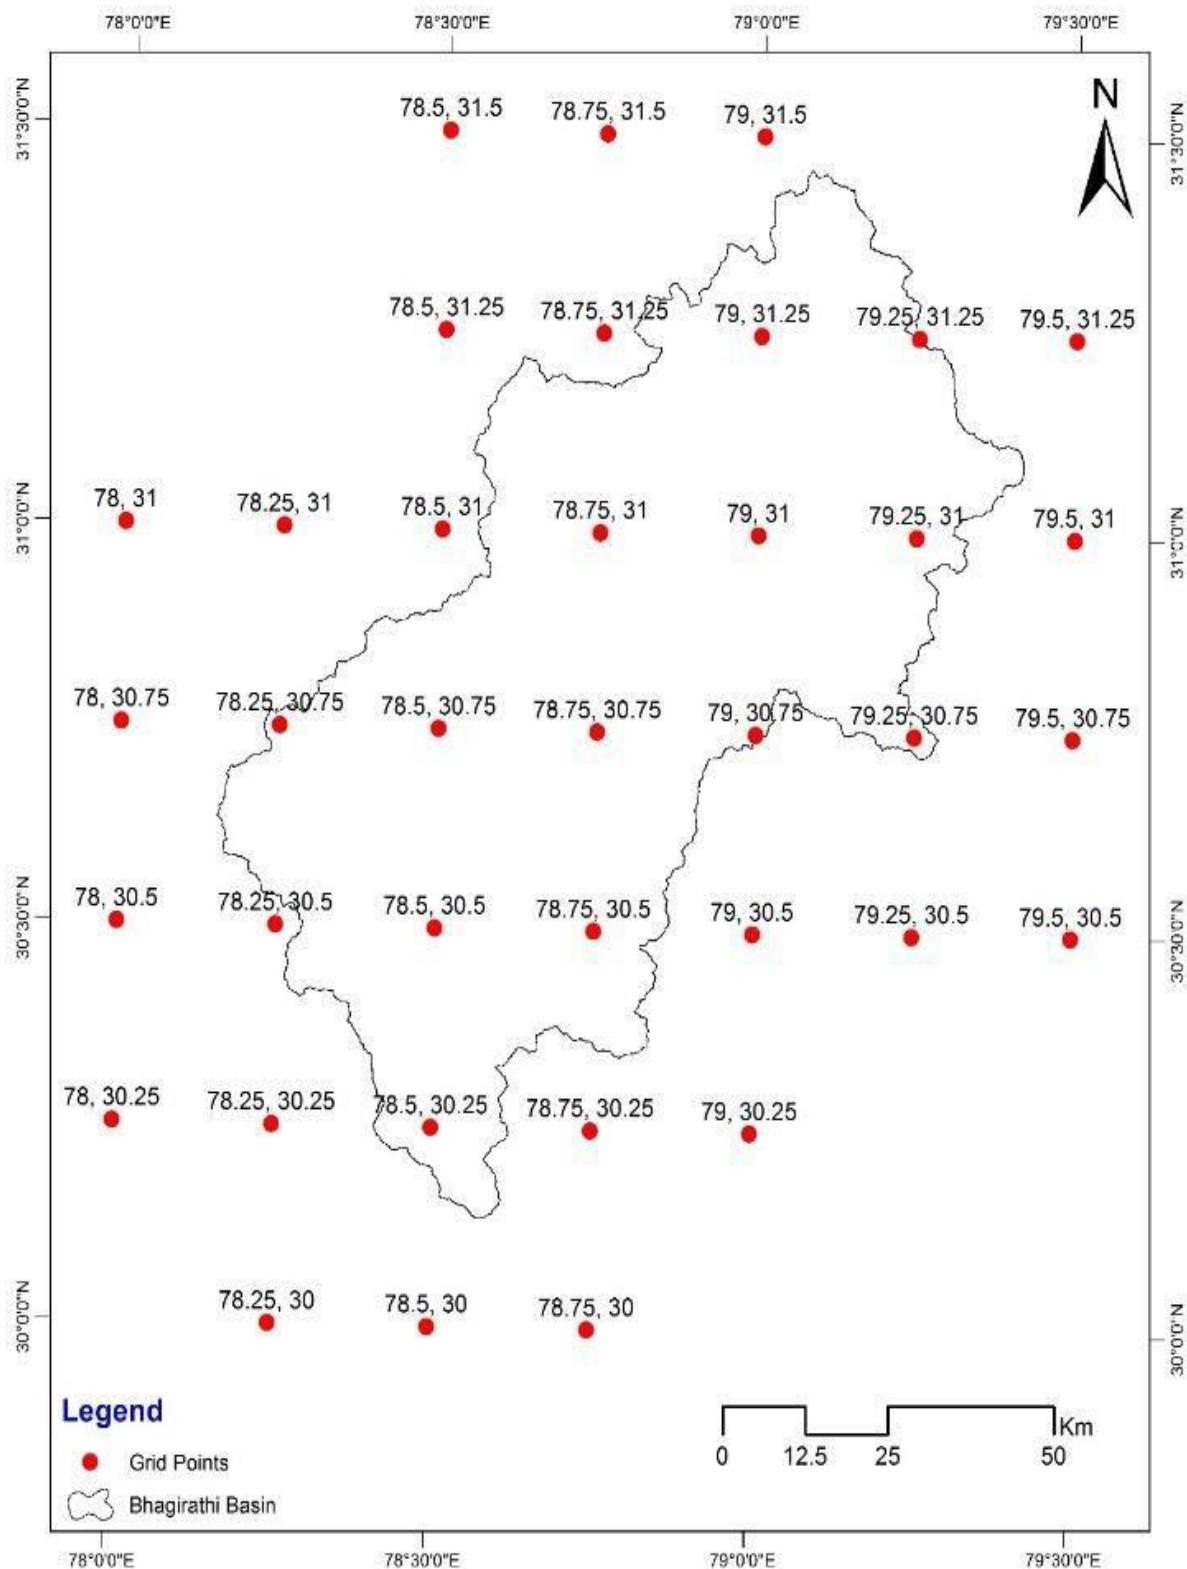 78°0'0"E 78°30'0"E 79°0'0"E 79°30'0"E
N
31°30'0"N
31°30'0"N
78.5, 31.5 78.75, 31.5 79, 31.5
78.5, 31.25 78.75, 31.25 79, 31.25 79.25, 31.25 79.5, 31.25
31°0'0"N
31°0'0"N
78, 31 78.25, 31 78.5, 31 78.75, 31 79, 31 79.25, 31 79.5, 31
78, 30.75 78.25, 30.75 78.5, 30.75 78.75, 30.75 79, 30.75 79.25, 30.75 79.5, 30.75
30°30'0"N
30°30'0"N
78, 30.5 78.25, 30.5 78.5, 30.5 78.75, 30.5 79, 30.5 79.25, 30.5 79.5, 30.5
78, 30.25 78.25, 30.25 78.5, 30.25 78.75, 30.25 79, 30.25
30°0'0"N
30°0'0"N
78.25, 30 78.5, 30 78.75, 30
Legend
Grid Points
Bhagirathi Basin
Km
0 12.5 25 50
78°0'0"E 78°30'0"E 79°0'0"E 79°30'0"E